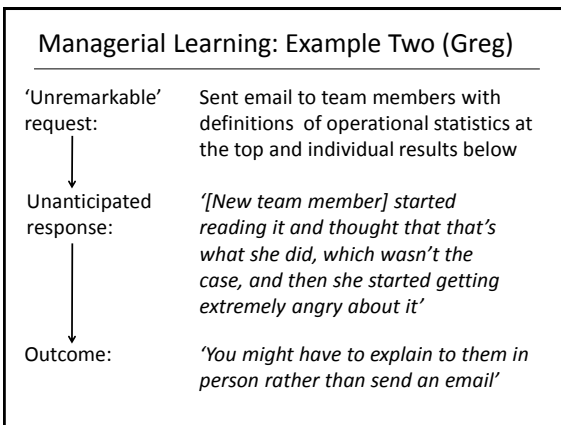 Managerial Learning: Example Two (Greg)
‘Unremarkable’ request:
Sent email to team members with
definitions  of operational statistics at
the top and individual results below
Unanticipated response:
‘[New team member] started
reading it and thought that that’s
what she did, which wasn’t the
case, and then she started getting
extremely angry about it’
Outcome:
‘You might have to explain to them in
person rather than send an email’